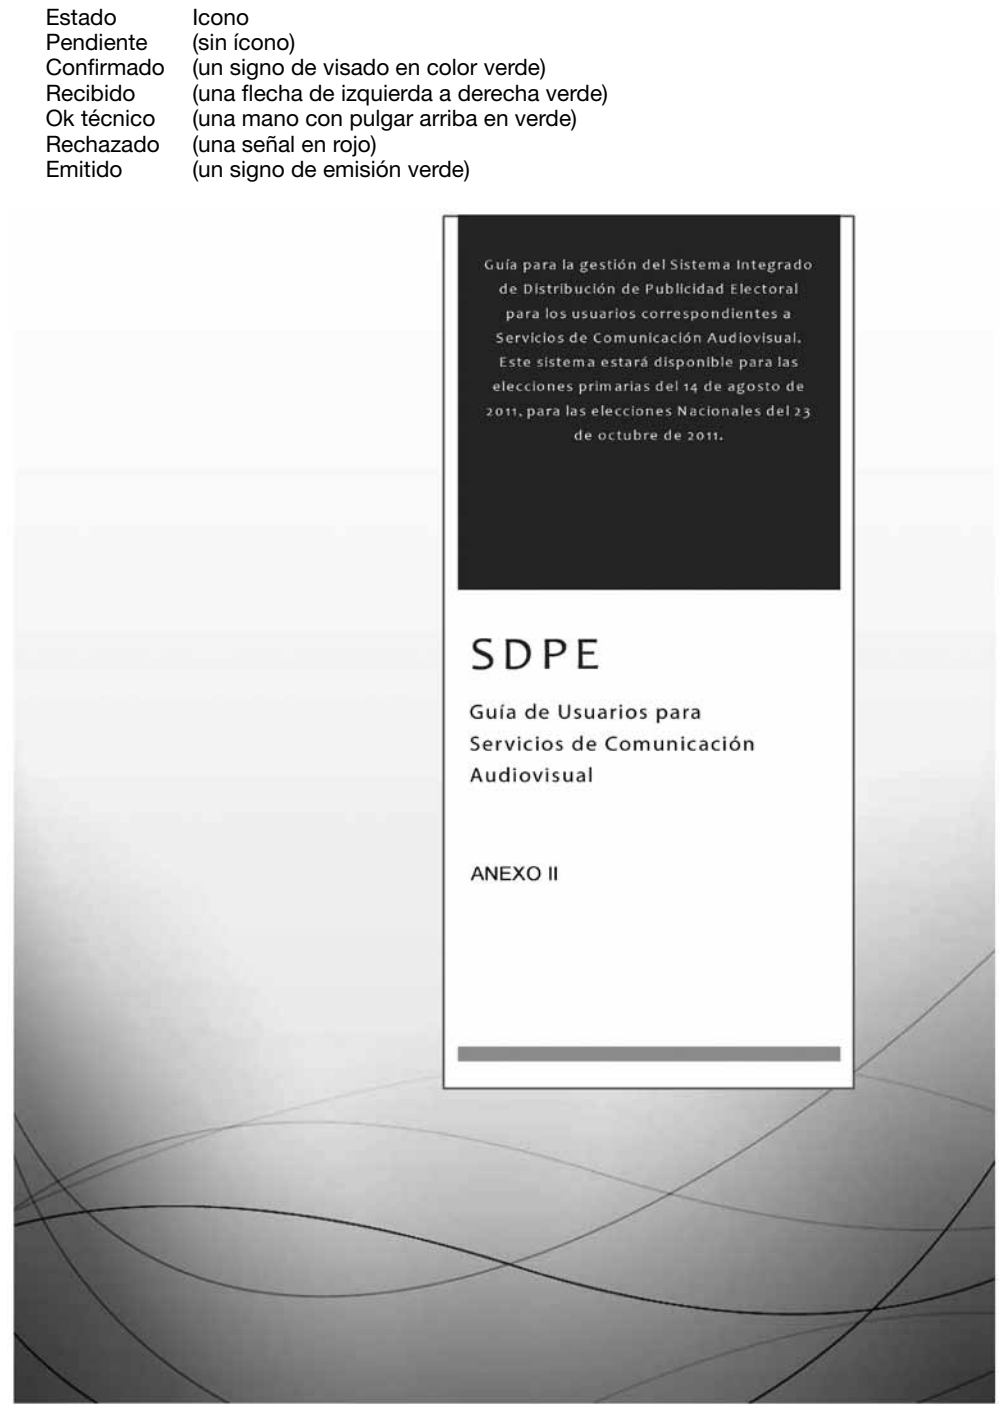 Estado Icono
Pendiente (sin ícono)
Confirmado (un signo de visado en color verde)
Recibido (una flecha de izquierda a derecha verde)
Ok técnico (una mano con pulgar arriba en verde)
Rechazado (una señal en rojo)
Emitido (un signo de emisión verde)
Guía para la gestión del Sistema Integrado
de Distribución de Publicidad Electoral
para los usuarios correspondientes a
Servicios de Comunicación Audiovisual.
Este sistema estará disponible para las
elecciones primarias del 14 de agosto de
2011, para las elecciones Nacionales del 23
de octubre de 2011.
SDPE
Guía de Usuarios para
Servicios de Comunicación
Audiovisual
ANEXO II